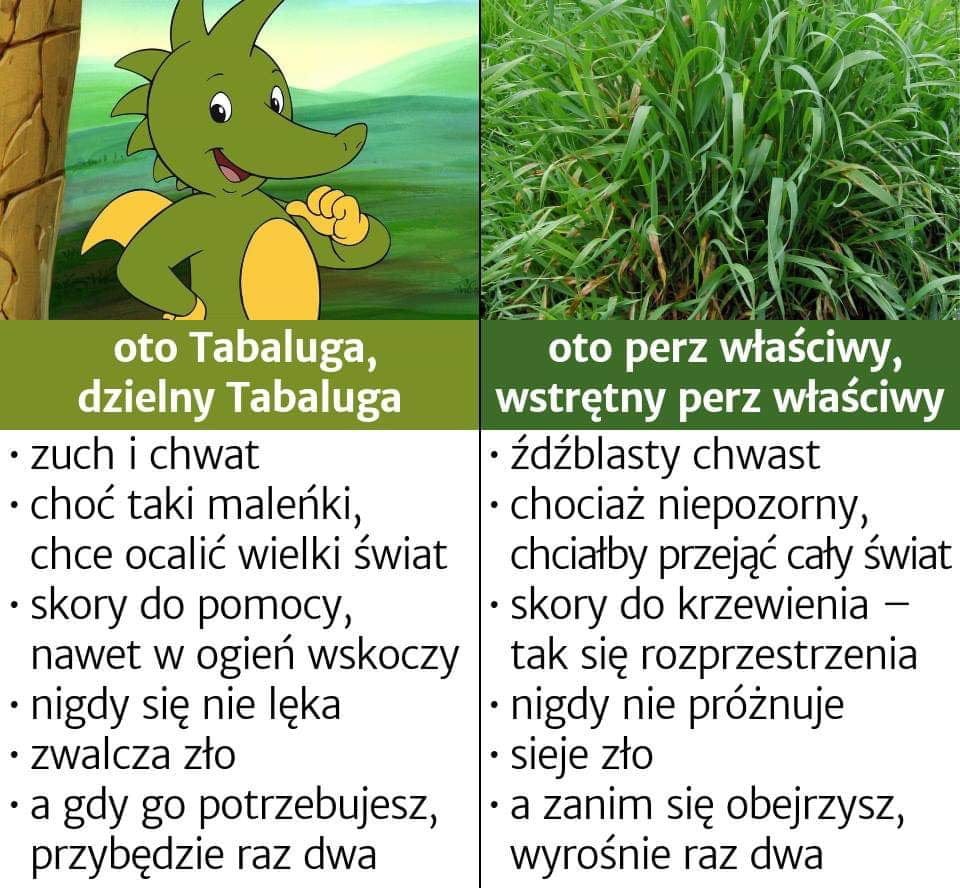 oto Tabaluga,
dzielny Tabaluga
· zuch i chwat
· choć taki maleńki,
chce ocalić wielki świat
· skory do pomocy,
nawet w ogień wskoczy
· nigdy się nie lęka
· zwalcza zło
· a gdy go potrzebujesz,
przybędzie raz dwa
oto perz właściwy,
wstrętny perz właściwy
· źdźblasty chwast
· chociaż niepozorny,
chciałby przejąć cały świat
· skory do krzewienia –
tak się rozprzestrzenia
· nigdy nie próżnuje
· sieje zło
· a zanim się obejrzysz,
wyrośnie raz dwa